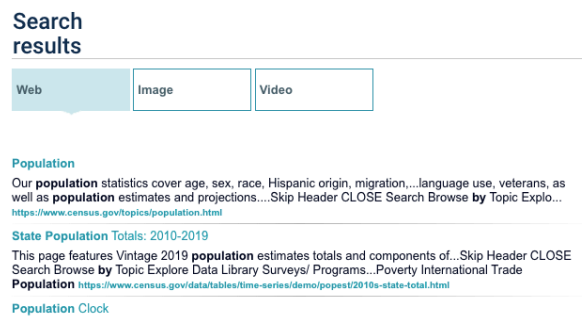 Search
results
Web
Image
Video
Population
Our population statistics cover age, sex, race, Hispanic origin, migration,...language use, veterans, as
well as population estimates and projections....Skip Header CLOSE Search Browse by Topic Explo...
https://www.census.gov/topics/population.html
State Population Totals: 2010-2019
This page features Vintage 2019 population estimates totals and components of...Skip Header CLOSE
Search Browse by Topic Explore Data Library Surveys/ Programs...Poverty International Trade
Population https://www.census.gov/data/tables/time-series/demo/popest/2010s-state-total.html
Population Clock